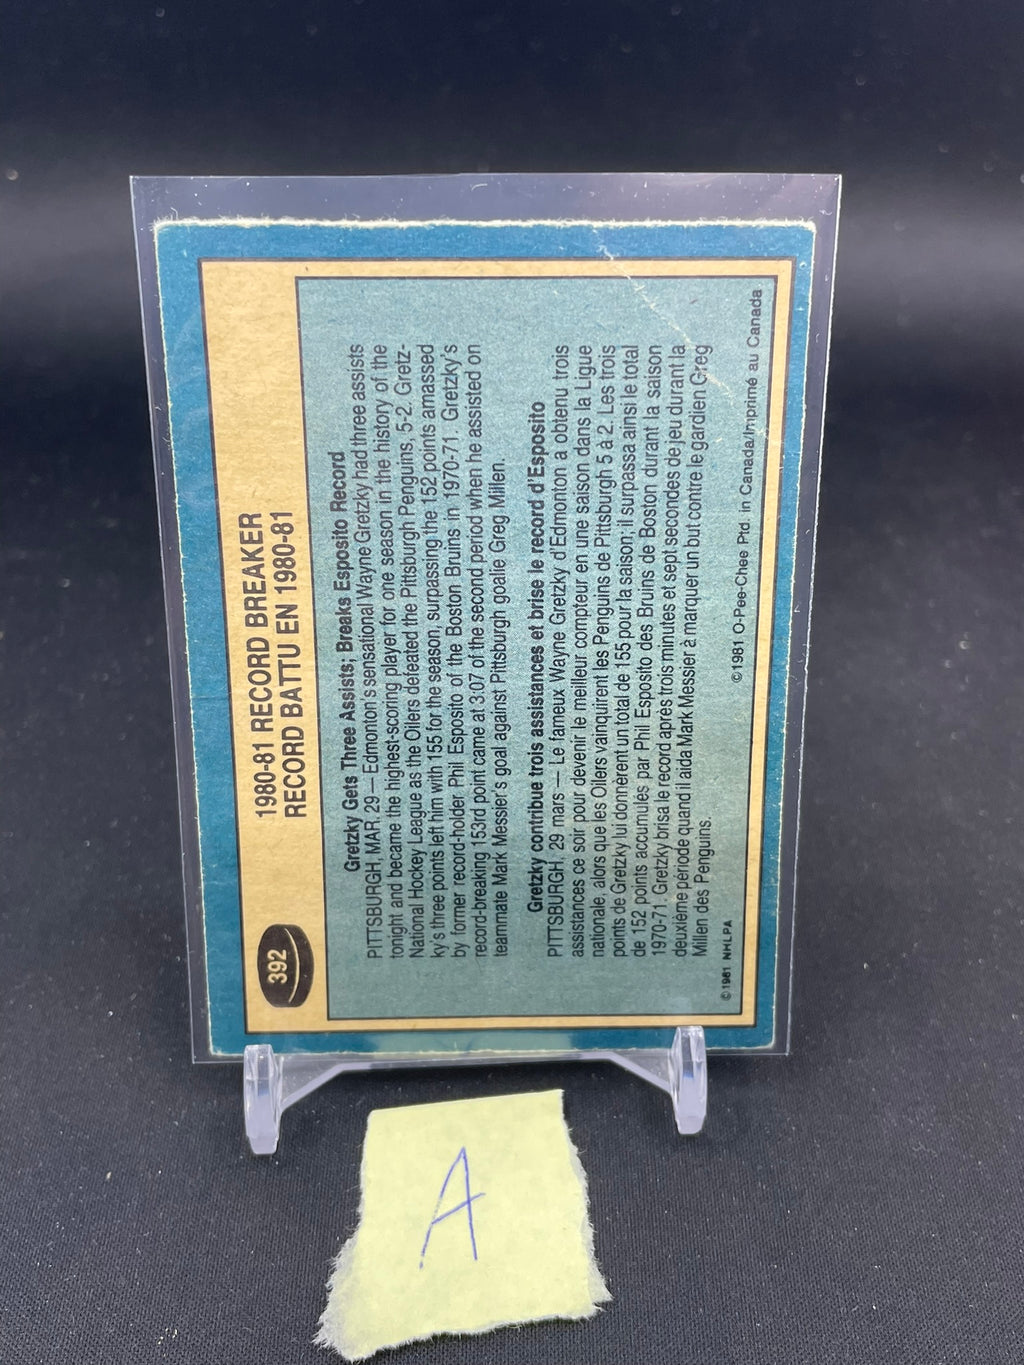 392
1980-81 RECORD BREAKER
RECORD BATTU EN 1980-81
Gretzky Gets Three Assists; Breaks Esposito Record
PITTSBURGH, MAR. 29 — Edmonton's sensational Wayne Gretzky had three assists
tonight and became the highest-scoring player for one season in the history of the
National Hockey League as the Oilers defeated the Pittsburgh Penguins, 5-2. Gretz-
ky's three points left him with 155 for the season, surpassing the 152 points amassed
by former record-holder Phil Esposito of the Boston Bruins in 1970-71. Gretzky's
record-breaking 153rd point came at 3:07 of the second period when he assisted on
teammate Mark Messier's goal against Pittsburgh goalie Greg Millen.
Gretzky contribue trois assistances et brise le record d'Esposito
PITTSBURGH, 29 mars — Le fameux Wayne Gretzky d'Edmonton a obtenu trois
assistances ce soir pour devenir le meilleur compteur en une saison dans la Ligue
nationale, alors que les Oilers vainquirent les Penguins de Pittsburgh 5 à 2. Les trois
points de Gretzky lui donnèrent un total de 155 pour la saison; il surpassa ainsi le total
de 152 points accumulés par Phil Esposito des Bruins de Boston durant la saison
1970-71. Gretzky brisa le record après trois minutes et sept secondes de jeu durant la
deuxième période quand il aida Mark Messier à marquer un but contre le gardien Greg
Millen des Penguins.
©1981 NHLPA
©1981 O-Pee-Chee Ptd. in Canada/Imprimé au Canada
A